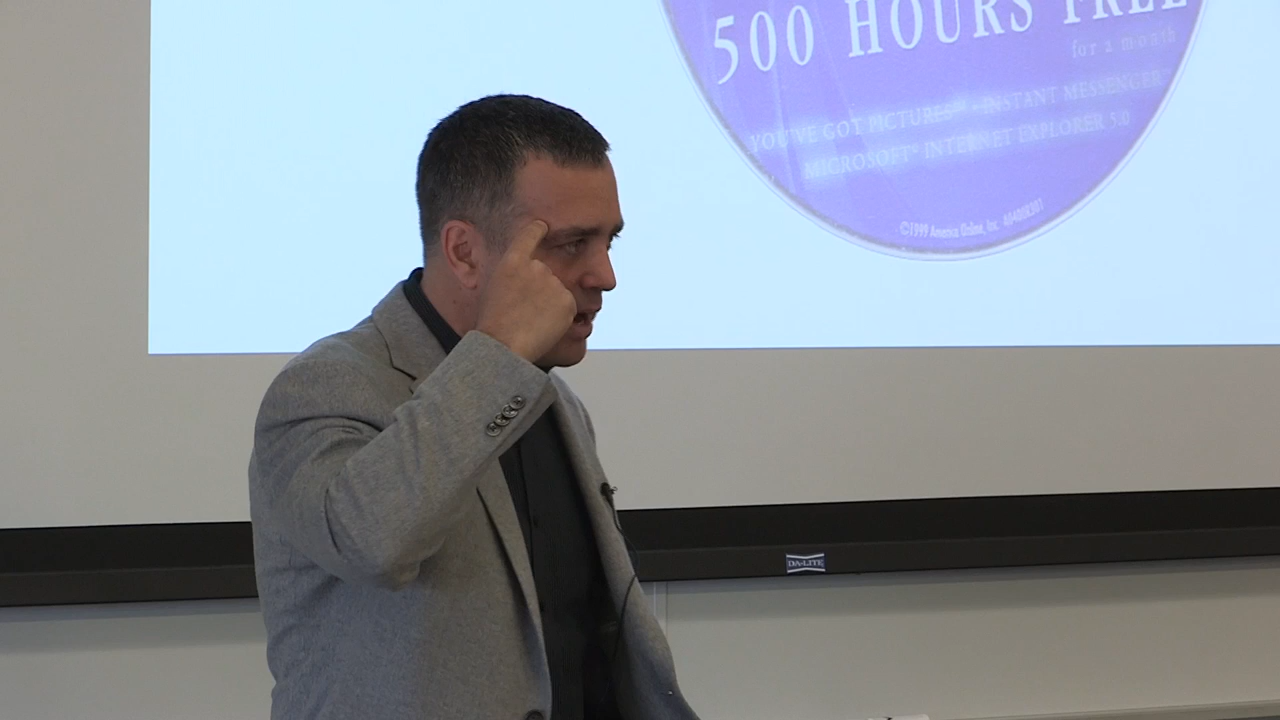 500 HOURS FREE
for a month
YOU'VE GOT PICTURES℠ • INSTANT MESSENGER
MICROSOFT® INTERNET EXPLORER 5.0
©1999 America Online, Inc.
DA-LITE